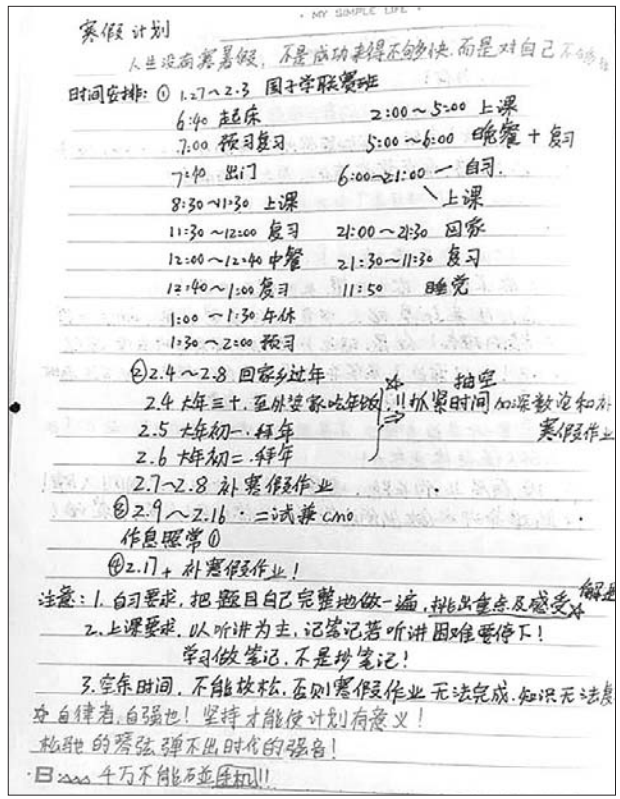 · MY SIMPLE LIFE ·
寒假计划
人生没有寒暑假，不是成功来得不够快，而是对自己不够
时间安排：① 1.27～2.3 国子学联赛班
6:40 起床 2:00～5:00 上课
7:00 预习复习 5:00～6:00 晚餐＋复习
7:40 出门 6:00～21:00 一 自习.
8:30～11:30 上课 \上课
11:30～12:00 复习 21:00～21:30 回家
12:00～12:40 中餐 21:30～11:30 复习
12:40～1:00 复习 11:50 睡觉
1:00～1:30 午休
1:30～2:00 预习
②2.4～2.8 回家乡过年 ☆ 抽空
2.4 大年三十.至外婆家吃年饭 !! 抓紧时间加深数论和补
2.5 大年初一.拜年 ⇒ 寒假作业
2.6 大年初二.拜年
2.7～2.8 补寒假作业
③2.9～2.16 二试兼CMO
作息照常①
④2.17+ 补寒假作业！
注意：1. 自习要求，把题目自己完整地做一遍，挑出重点及感受☆ 解题
2.上课要求.以听讲为主，记笔记若听讲困难要停下！
学习做笔记.不是抄笔记！
3.空余时间，不能放松，否则寒假作业无法完成.知识无法复
☆自律者，自强也！坚持才能使计划有意义！
松弛的琴弦弹不出时代的强音！
千万不能碰手机!!